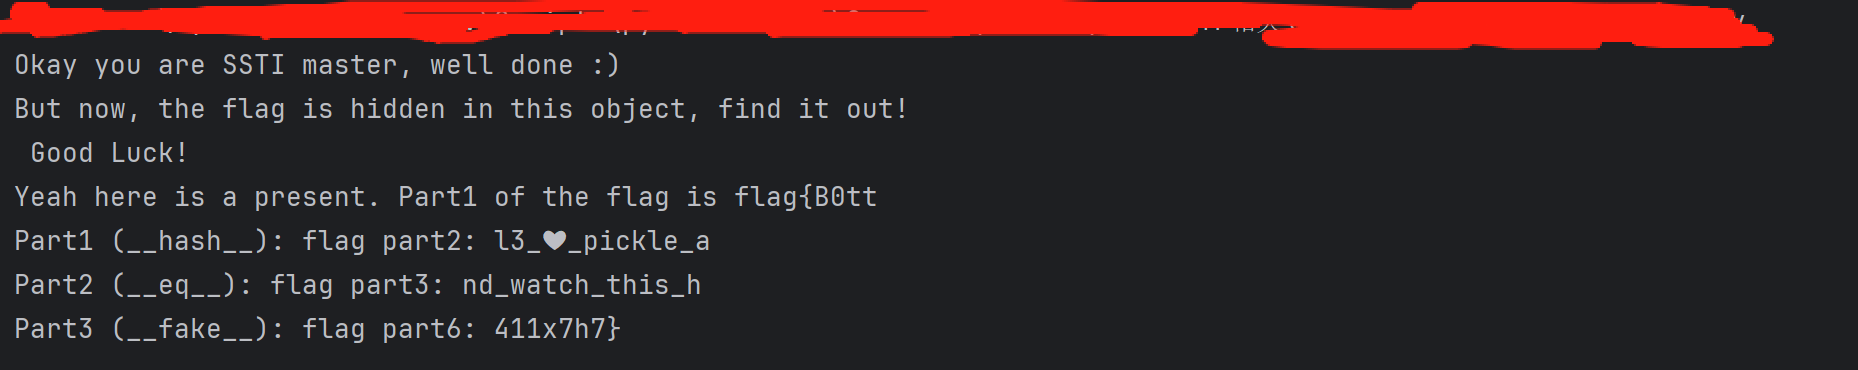 Okay you are SSTI master, well done :)
But now, the flag is hidden in this object, find it out!
Good Luck!
Yeah here is a present. Part1 of the flag is flag{B0tt
Part1 (__hash__): flag part2: l3_♥_pickle_a
Part2 (__eq__): flag part3: nd_watch_this_h
Part3 (__fake__): flag part6: 411x7h7}